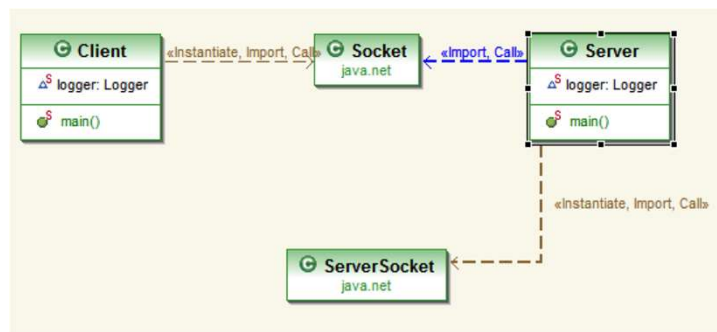 Client
logger: Logger
main()
«Instantiate, Import, Call»
Socket
java.net
«Import, Call»
Server
logger: Logger
main()
«Instantiate, Import, Call»
ServerSocket
java.net